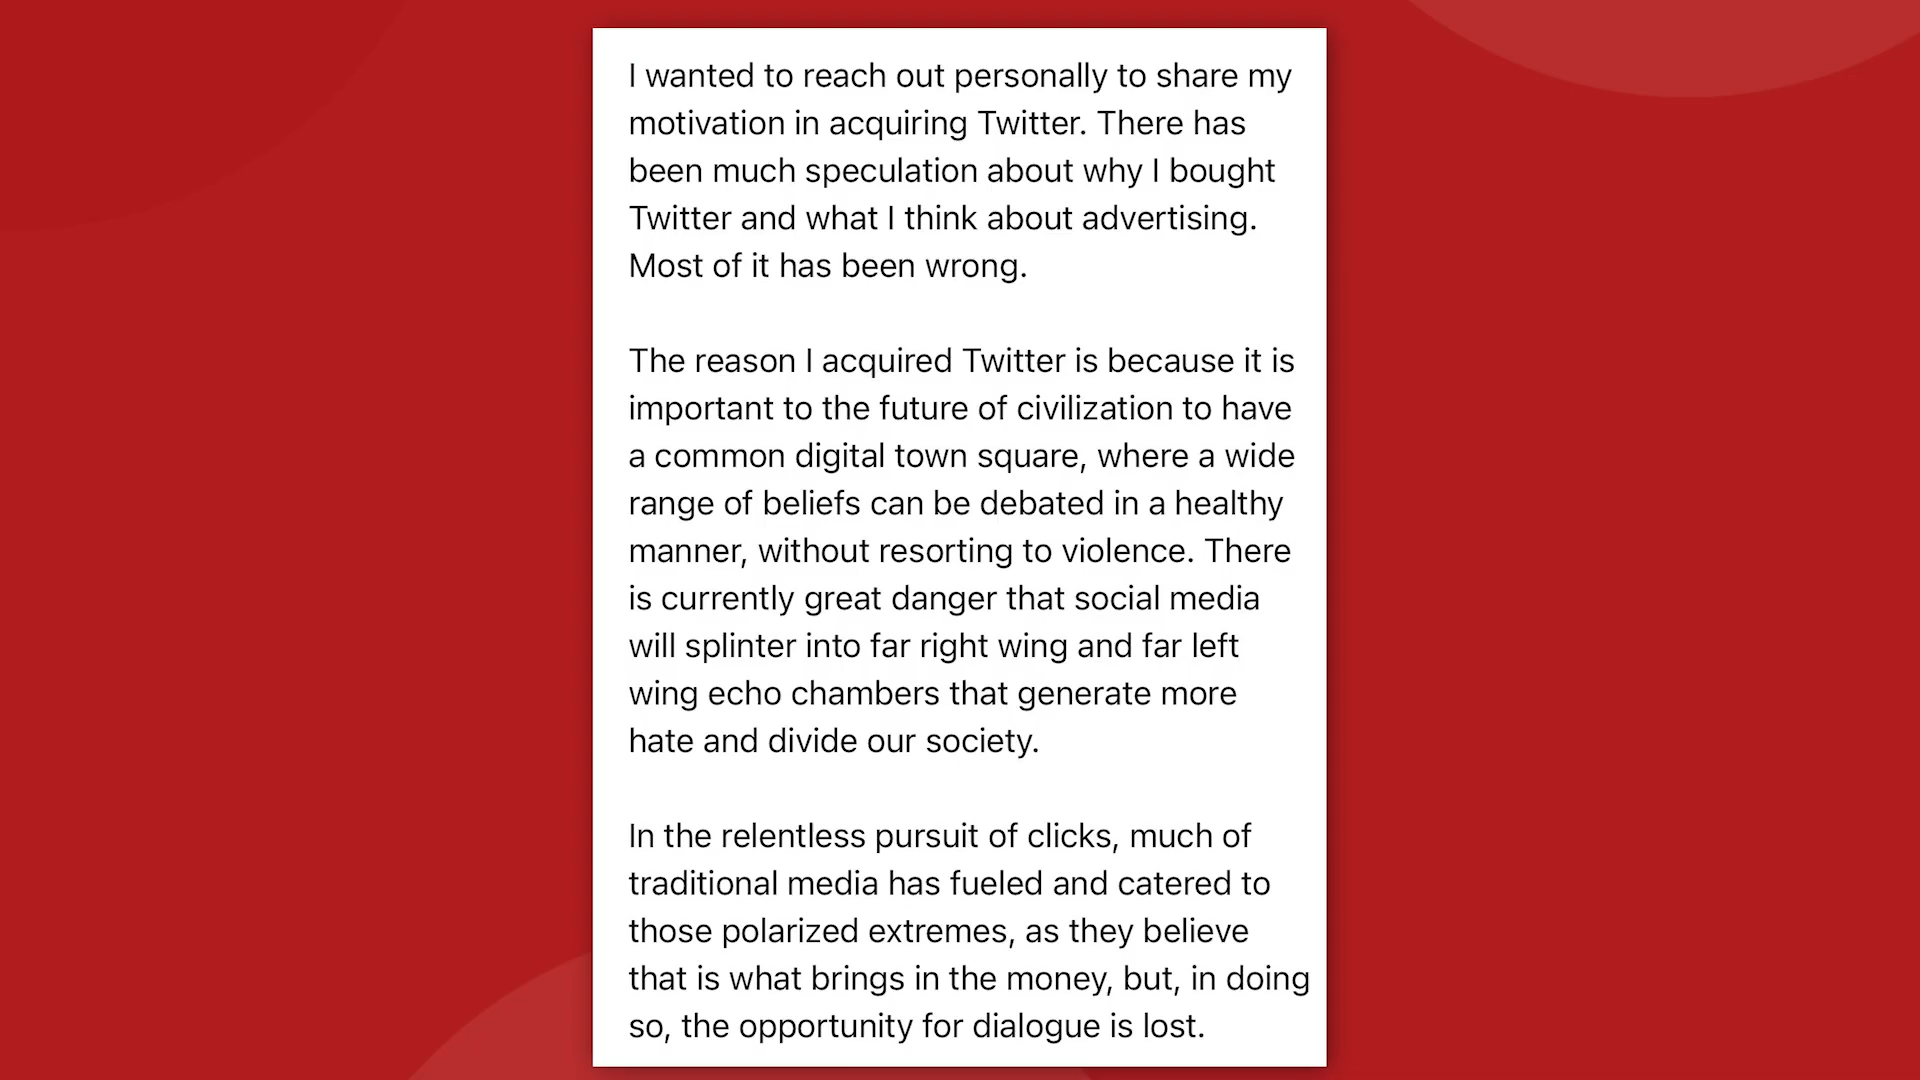 I wanted to reach out personally to share my
motivation in acquiring Twitter. There has
been much speculation about why I bought
Twitter and what I think about advertising.
Most of it has been wrong.
The reason I acquired Twitter is because it is
important to the future of civilization to have
a common digital town square, where a wide
range of beliefs can be debated in a healthy
manner, without resorting to violence. There
is currently great danger that social media
will splinter into far right wing and far left
wing echo chambers that generate more
hate and divide our society.
In the relentless pursuit of clicks, much of
traditional media has fueled and catered to
those polarized extremes, as they believe
that is what brings in the money, but, in doing
so, the opportunity for dialogue is lost.